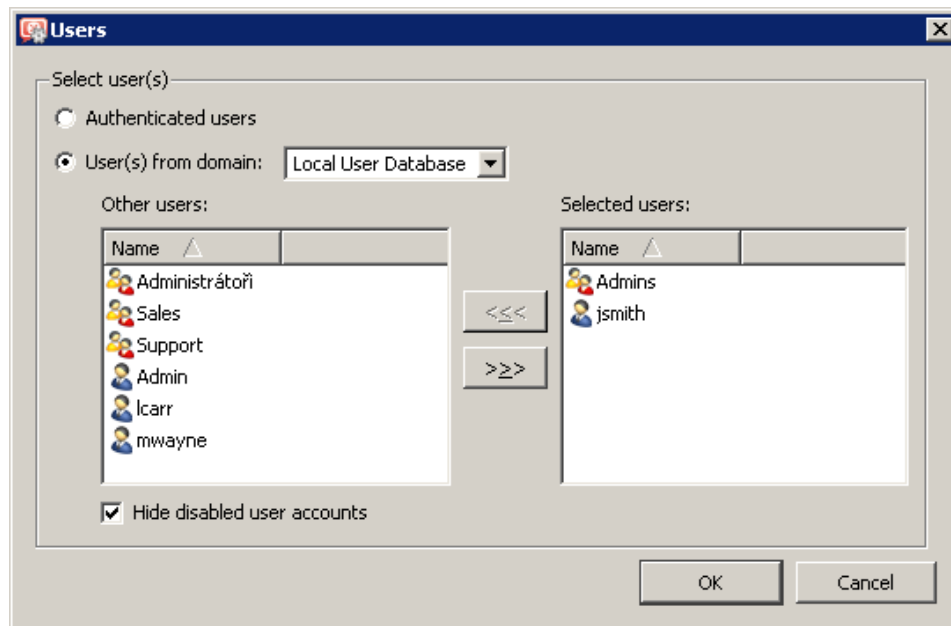 Users
Select user(s)
Authenticated users
User(s) from domain: Local User Database
Other users:
Name
Administrátoři
Sales
Support
Admin
lcarr
mwayne
<<<
>>>
Selected users:
Name
Admins
jsmith
Hide disabled user accounts
OK Cancel